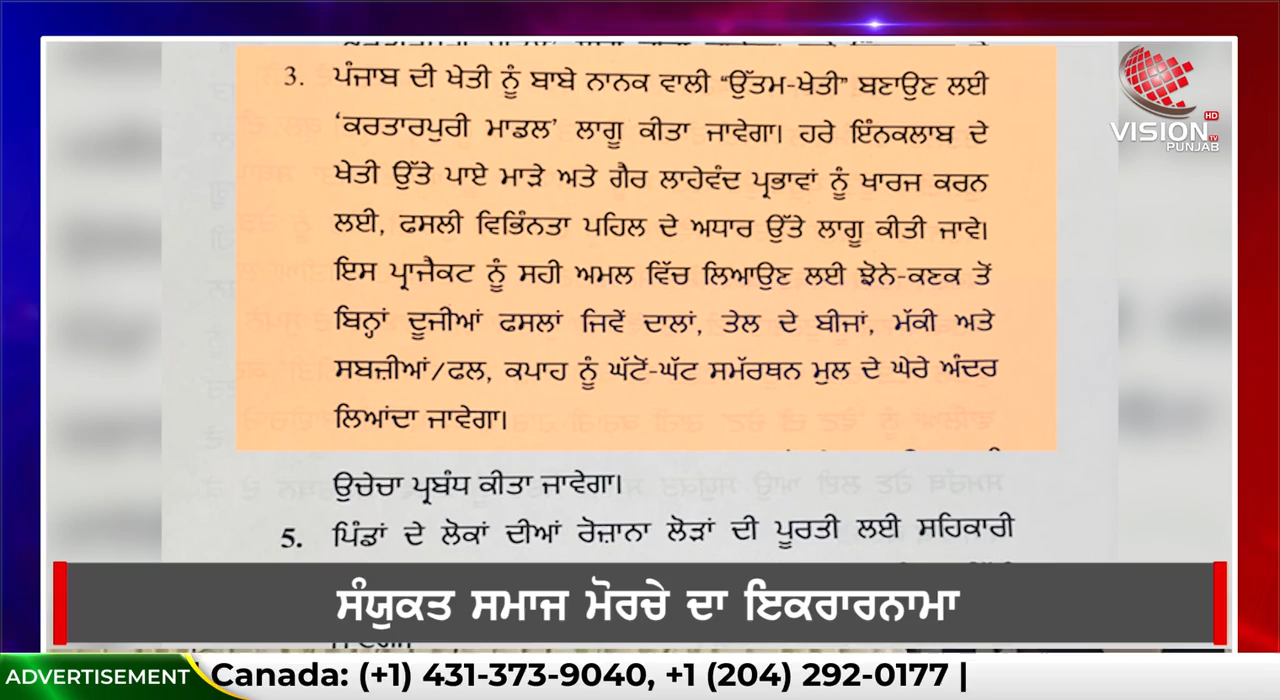 3. ਪੰਜਾਬ ਦੀ ਖੇਤੀ ਨੂੰ ਬਾਬੇ ਨਾਨਕ ਵਾਲੀ “ਉੱਤਮ-ਖੇਤੀ” ਬਣਾਉਣ ਲਈ
‘ਕਰਤਾਰਪੁਰੀ ਮਾਡਲ’ ਲਾਗੂ ਕੀਤਾ ਜਾਵੇਗਾ। ਹਰੇ ਇੰਨਕਲਾਬ ਦੇ
ਖੇਤੀ ਉੱਤੇ ਪਾਏ ਮਾੜੇ ਅਤੇ ਗੈਰ ਲਾਹੇਵੰਦ ਪ੍ਰਭਾਵਾਂ ਨੂੰ ਖਾਰਜ ਕਰਨ
ਲਈ, ਫਸਲੀ ਵਿਭਿੰਨਤਾ ਪਹਿਲ ਦੇ ਅਧਾਰ ਉੱਤੇ ਲਾਗੂ ਕੀਤੀ ਜਾਵੇ।
ਇਸ ਪ੍ਰਾਜੈਕਟ ਨੂੰ ਸਹੀ ਅਮਲ ਵਿੱਚ ਲਿਆਉਣ ਲਈ ਝੋਨੇ-ਕਣਕ ਤੋਂ
ਬਿਨ੍ਹਾਂ ਦੂਜੀਆਂ ਫਸਲਾਂ ਜਿਵੇਂ ਦਾਲਾਂ, ਤੇਲ ਦੇ ਬੀਜਾਂ, ਮੱਕੀ ਅਤੇ
ਸਬਜ਼ੀਆਂ/ਫਲ, ਕਪਾਹ ਨੂੰ ਘੱਟੋਂ-ਘੱਟ ਸਮੱਰਥਨ ਮੁਲ ਦੇ ਘੇਰੇ ਅੰਦਰ
ਲਿਆਂਦਾ ਜਾਵੇਗਾ।
ਉਚੇਚਾ ਪ੍ਰਬੰਧ ਕੀਤਾ ਜਾਵੇਗਾ।
5. ਪਿੰਡਾਂ ਦੇ ਲੋਕਾਂ ਦੀਆਂ ਰੋਜ਼ਾਨਾ ਲੋੜਾਂ ਦੀ ਪੂਰਤੀ ਲਈ ਸਹਿਕਾਰੀ
HD
VISION TV
PUNJAB
ਸੰਯੁਕਤ ਸਮਾਜ ਮੋਰਚੇ ਦਾ ਇਕਰਾਰਨਾਮਾ
ADVERTISEMENT Canada: (+1) 431-373-9040, +1 (204) 292-0177 |